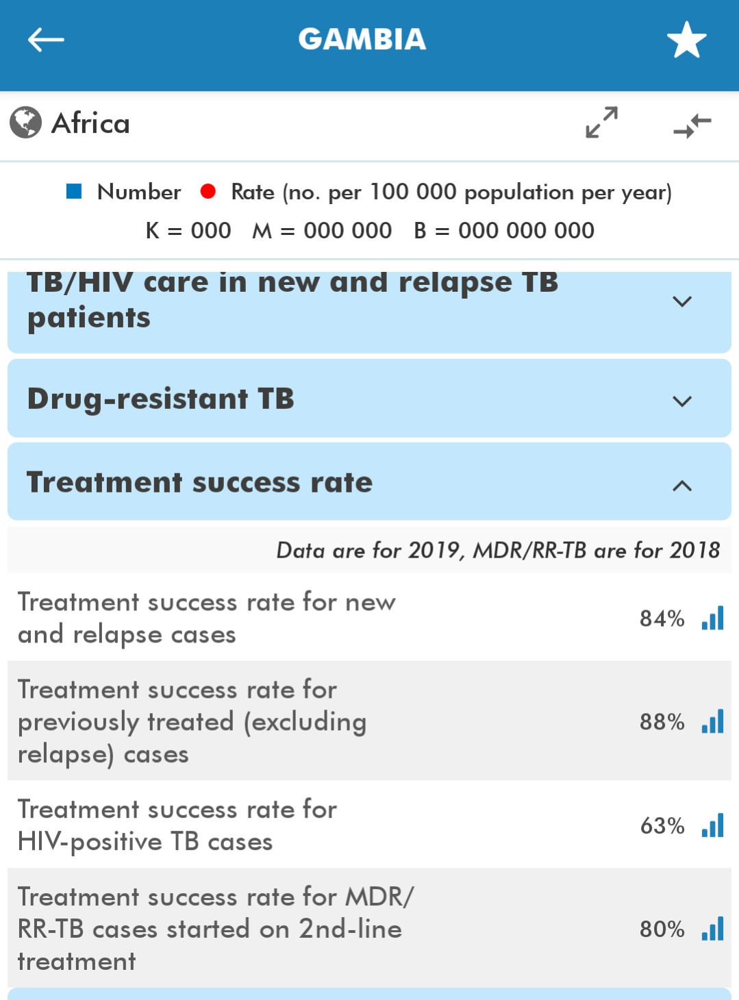 GAMBIA
Africa
Number Rate (no. per 100 000 population per year)
K = 000 M = 000 000 B = 000 000 000
TB/HIV care in new and relapse TB
patients
Drug-resistant TB
Treatment success rate
Data are for 2019, MDR/RR-TB are for 2018
Treatment success rate for new
and relapse cases
84%
Treatment success rate for
previously treated (excluding
relapse) cases
88%
Treatment success rate for
HIV-positive TB cases
63%
Treatment success rate for MDR/
RR-TB cases started on 2nd-line
treatment
80%